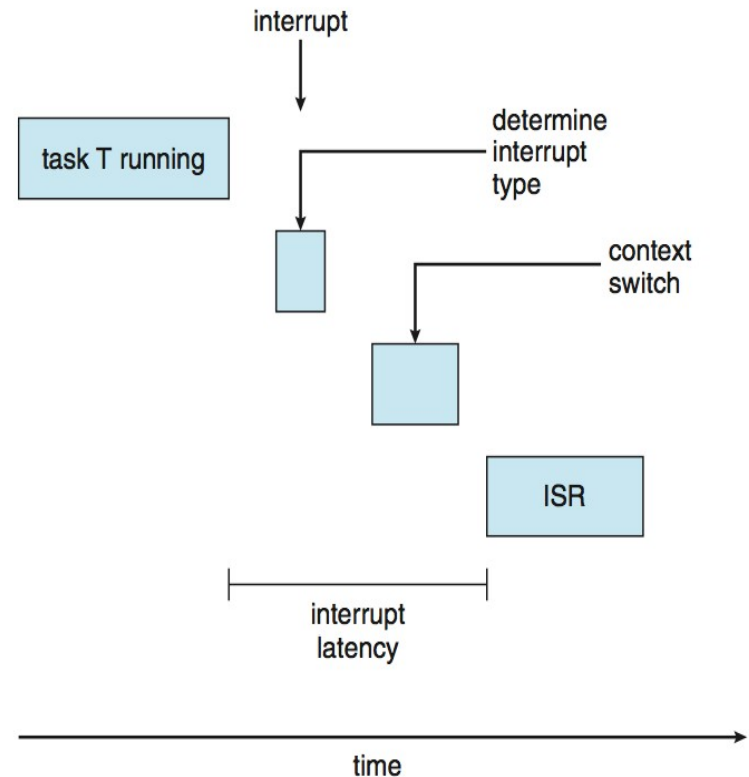 interrupt
task T running
determine
interrupt
type
context
switch
ISR
interrupt
latency
time